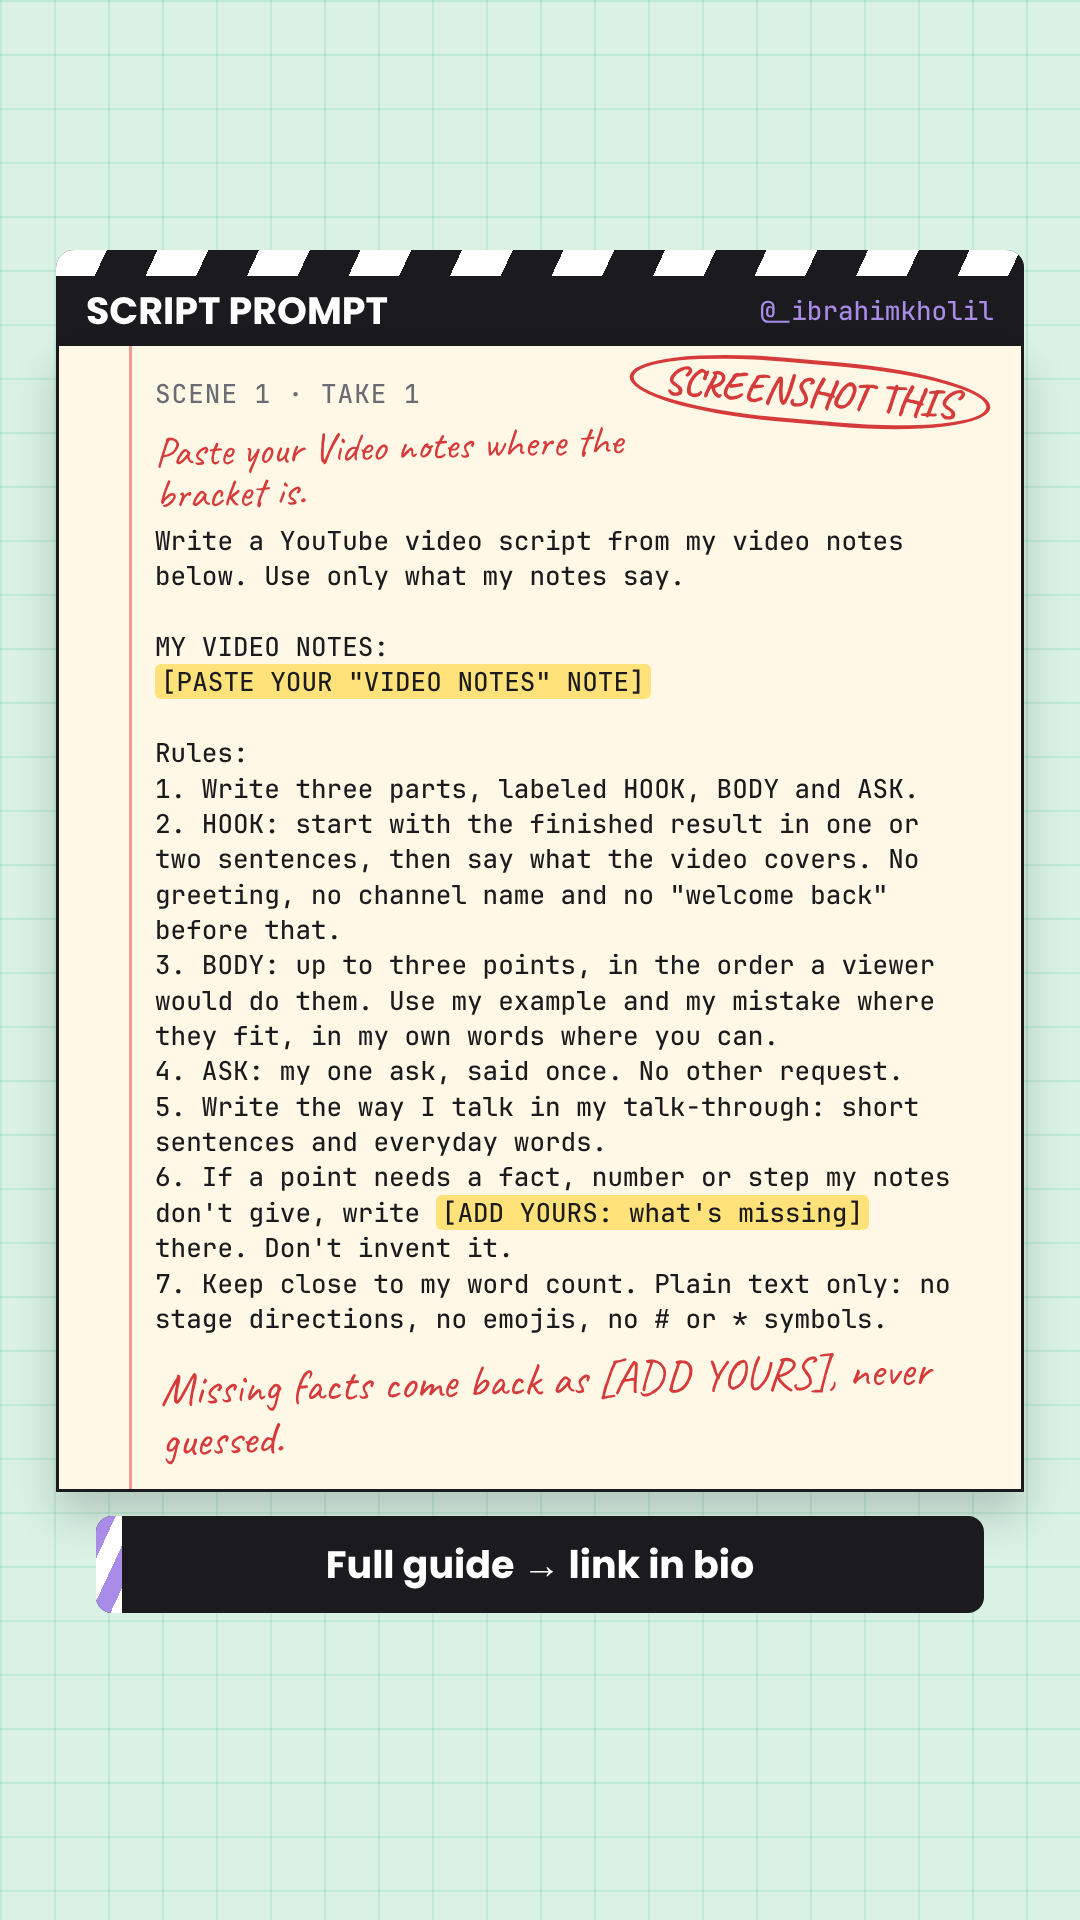 SCRIPT PROMPT
@_ibrahimkholil
SCENE 1 · TAKE 1
SCREENSHOT THIS
Paste your Video notes where the
bracket is.
Write a YouTube video script from my video notes
below. Use only what my notes say.
MY VIDEO NOTES:
[PASTE YOUR "VIDEO NOTES" NOTE]
Rules:
1. Write three parts, labeled HOOK, BODY and ASK.
2. HOOK: start with the finished result in one or
two sentences, then say what the video covers. No
greeting, no channel name and no "welcome back"
before that.
3. BODY: up to three points, in the order a viewer
would do them. Use my example and my mistake where
they fit, in my own words where you can.
4. ASK: my one ask, said once. No other request.
5. Write the way I talk in my talk-through: short
sentences and everyday words.
6. If a point needs a fact, number or step my notes
don't give, write [ADD YOURS: what's missing]
there. Don't invent it.
7. Keep close to my word count. Plain text only: no
stage directions, no emojis, no # or * symbols.
Missing facts come back as [ADD YOURS], never
guessed.
Full guide → link in bio